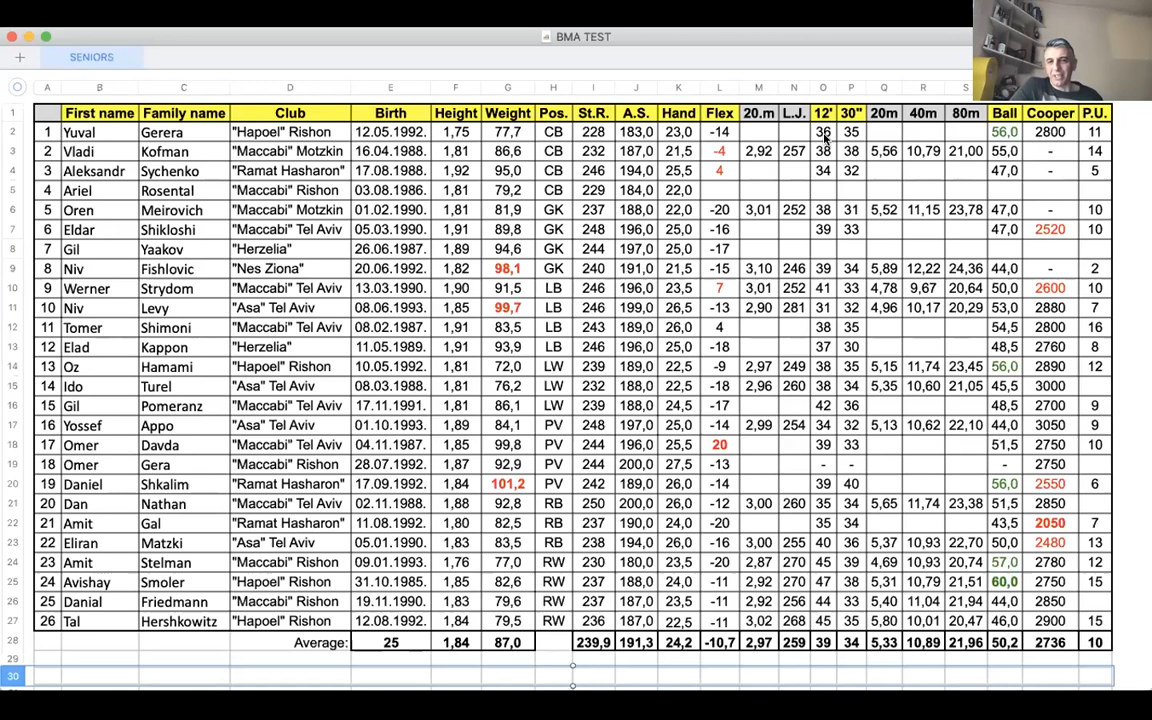 BMA TEST
SENIORS
A B C D E F G H I J K L M N O P Q R S
1 First name Family name Club Birth Height Weight Pos. St.R. A.S. Hand Flex 20.m L.J. 12' 30" 20m 40m 80m Ball Cooper P.U.
2 1 Yuval Gerera "Hapoel" Rishon 12.05.1992. 1,75 77,7 CB 228 183,0 23,0 -14 36 35 56,0 2800 11
3 2 Vladi Kofman "Maccabi" Motzkin 16.04.1988. 1,81 86,6 CB 232 187,0 21,5 -4 2,92 257 38 38 5,56 10,79 21,00 55,0 - 14
4 3 Aleksandr Sychenko "Ramat Hasharon" 17.08.1988. 1,92 95,0 CB 246 194,0 25,5 4 34 32 47,0 - 5
5 4 Ariel Rosental "Maccabi" Rishon 03.08.1986. 1,81 79,2 CB 229 184,0 22,0
6 5 Oren Meirovich "Maccabi" Motzkin 01.02.1990. 1,81 81,9 GK 237 188,0 22,0 -20 3,01 252 38 31 5,52 11,15 23,78 47,0 - 10
7 6 Eldar Shikloshi "Maccabi" Tel Aviv 05.03.1990. 1,91 89,8 GK 248 196,0 25,0 -16 39 33 47,0 2520 10
8 7 Gil Yaakov "Herzelia" 26.06.1987. 1,89 94,6 GK 244 197,0 25,0 -17
9 8 Niv Fishlovic "Nes Ziona" 20.06.1992. 1,82 98,1 GK 240 191,0 21,5 -15 3,10 246 39 34 5,89 12,22 24,36 44,0 - 2
10 9 Werner Strydom "Maccabi" Tel Aviv 13.03.1990. 1,90 91,5 LB 246 196,0 23,5 7 3,01 252 41 33 4,78 9,67 20,64 50,0 2600 10
11 10 Niv Levy "Asa" Tel Aviv 08.06.1993. 1,85 99,7 LB 246 199,0 26,5 -13 2,90 281 31 32 4,96 10,17 20,29 53,0 2880 7
12 11 Tomer Shimoni "Maccabi" Tel Aviv 08.02.1987. 1,91 83,5 LB 243 189,0 26,0 4 38 35 54,5 2800 16
13 12 Elad Kappon "Herzelia" 11.05.1989. 1,91 93,9 LB 246 196,0 25,0 -18 37 30 48,5 2760 8
14 13 Oz Hamami "Hapoel" Rishon 10.05.1992. 1,81 72,0 LW 239 189,0 22,5 -9 2,97 249 38 35 5,15 11,74 23,45 56,0 2890 12
15 14 Ido Turel "Asa" Tel Aviv 08.03.1988. 1,81 76,2 LW 232 188,0 22,5 -18 2,96 260 38 34 5,35 10,60 21,05 45,5 3000
16 15 Gil Pomeranz "Maccabi" Tel Aviv 17.11.1991. 1,81 86,1 LW 239 188,0 24,5 -17 42 36 48,5 2700 9
17 16 Yossef Appo "Asa" Tel Aviv 01.10.1993. 1,89 84,1 PV 248 197,0 25,0 -14 2,99 254 34 32 5,13 10,62 22,10 44,0 3050 9
18 17 Omer Davda "Maccabi" Tel Aviv 04.11.1987. 1,85 99,8 PV 244 196,0 25,5 20 39 33 51,5 2750 10
19 18 Omer Gera "Maccabi" Rishon 28.07.1992. 1,87 92,9 PV 244 200,0 27,5 -13 - - - 2750
20 19 Daniel Shkalim "Ramat Hasharon" 17.09.1992. 1,84 101,2 PV 242 189,0 26,0 -14 39 40 56,0 2550 6
21 20 Dan Nathan "Maccabi" Tel Aviv 02.11.1988. 1,88 92,8 RB 250 200,0 26,0 -12 3,00 260 35 34 5,65 11,74 23,38 51,5 2850
22 21 Amit Gal "Ramat Hasharon" 11.08.1992. 1,80 82,5 RB 237 190,0 24,0 -20 35 34 43,5 2050 7
23 22 Eliran Matzki "Asa" Tel Aviv 05.01.1990. 1,83 83,5 RB 238 194,0 26,0 -16 3,00 255 40 36 5,37 10,93 22,70 50,0 2480 13
24 23 Amit Stelman "Maccabi" Rishon 09.01.1993. 1,76 77,0 RW 230 180,0 23,5 -20 2,87 270 45 39 4,69 10,93 20,74 57,0 2780 12
25 24 Avishay Smoler "Hapoel" Rishon 31.10.1985. 1,85 82,6 RW 237 188,0 24,0 -11 2,92 270 47 38 5,31 10,79 21,51 60,0 2750 15
26 25 Danial Friedmann "Maccabi" Rishon 19.11.1990. 1,83 79,6 RW 237 187,0 23,5 -11 2,92 256 44 33 5,40 11,04 21,94 44,0 2850
27 26 Tal Hershkowitz "Hapoel" Rishon 12.08.1992. 1,84 79,5 RW 236 187,0 22,5 -11 3,02 268 45 35 5,80 10,01 20,47 46,0 2900 15
28 Average: 25 1,84 87,0 239,9 191,3 24,2 -10,7 2,97 259 39 34 5,43 10,89 21,96 50,2 2736 10
29
30